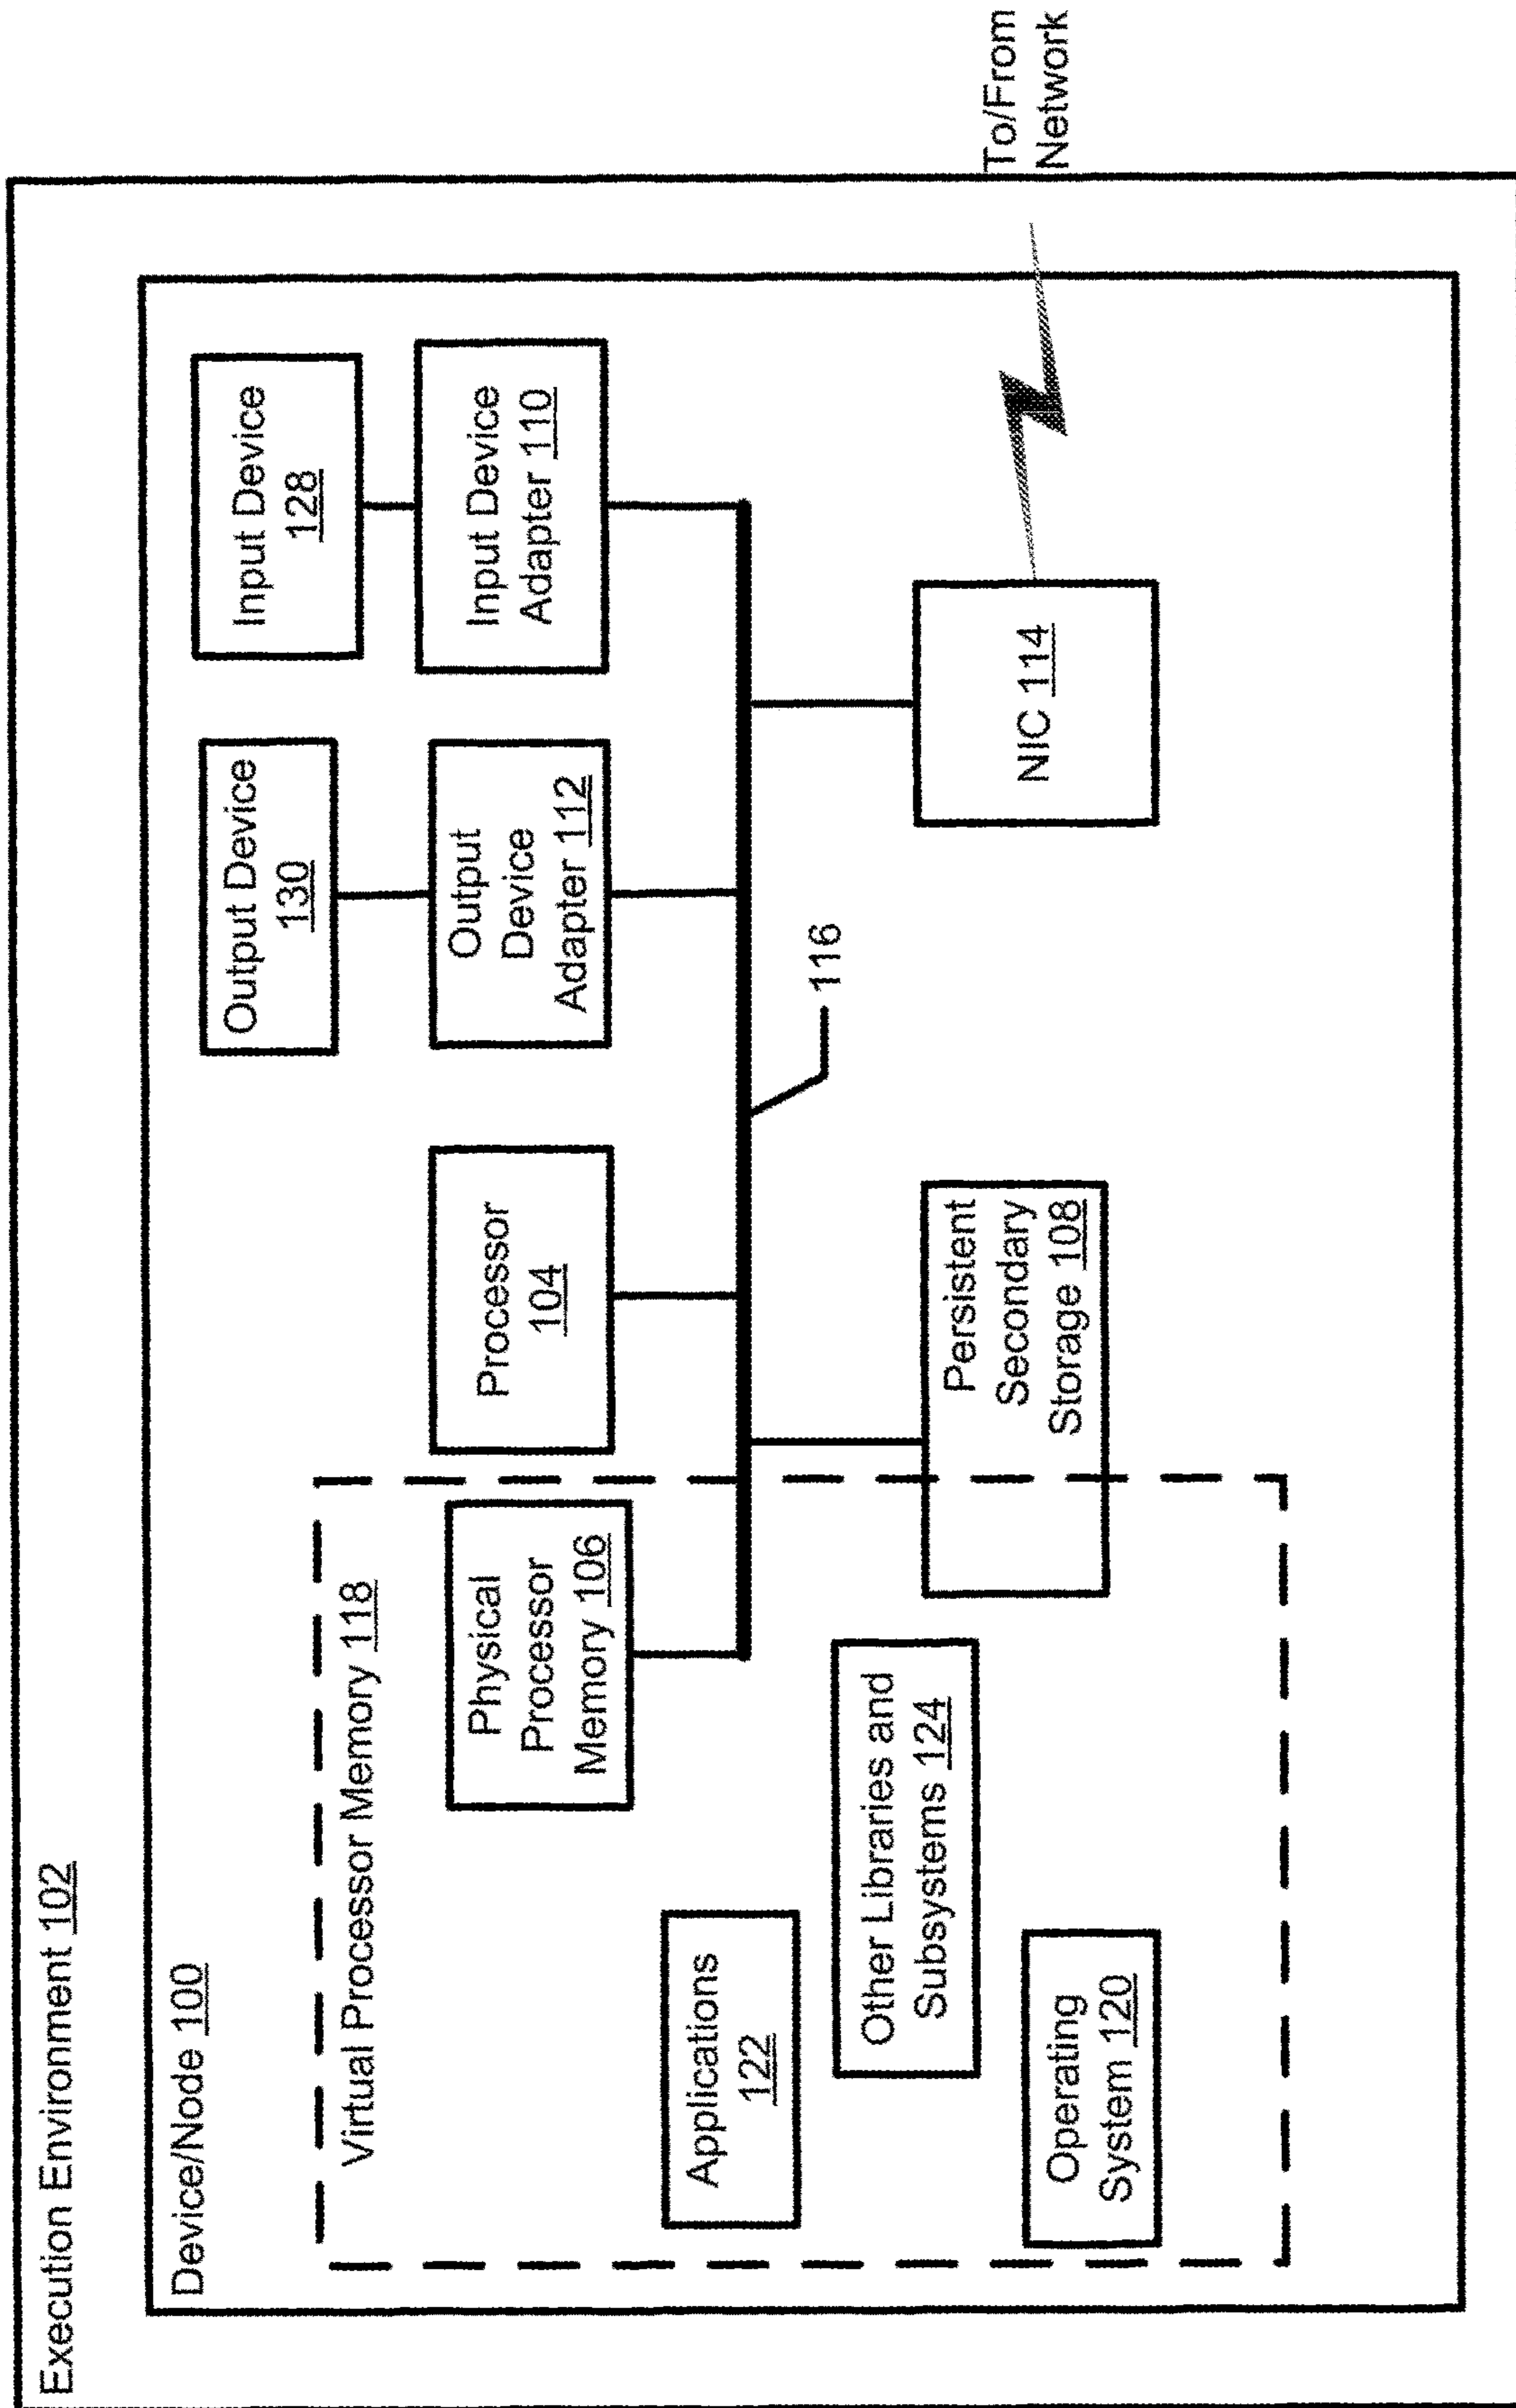 Execution Environment 102
Device/Node 100
Virtual Processor Memory 118
Physical
Processor
Memory 106
Processor
104
Output Device
130
Output
Device
Adapter 112
Input Device
128
Input Device
Adapter 110
Applications
122
Other Libraries and
Subsystems 124
Operating
System 120
116
Persistent
Secondary
Storage 108
NIC 114
To/From
Network